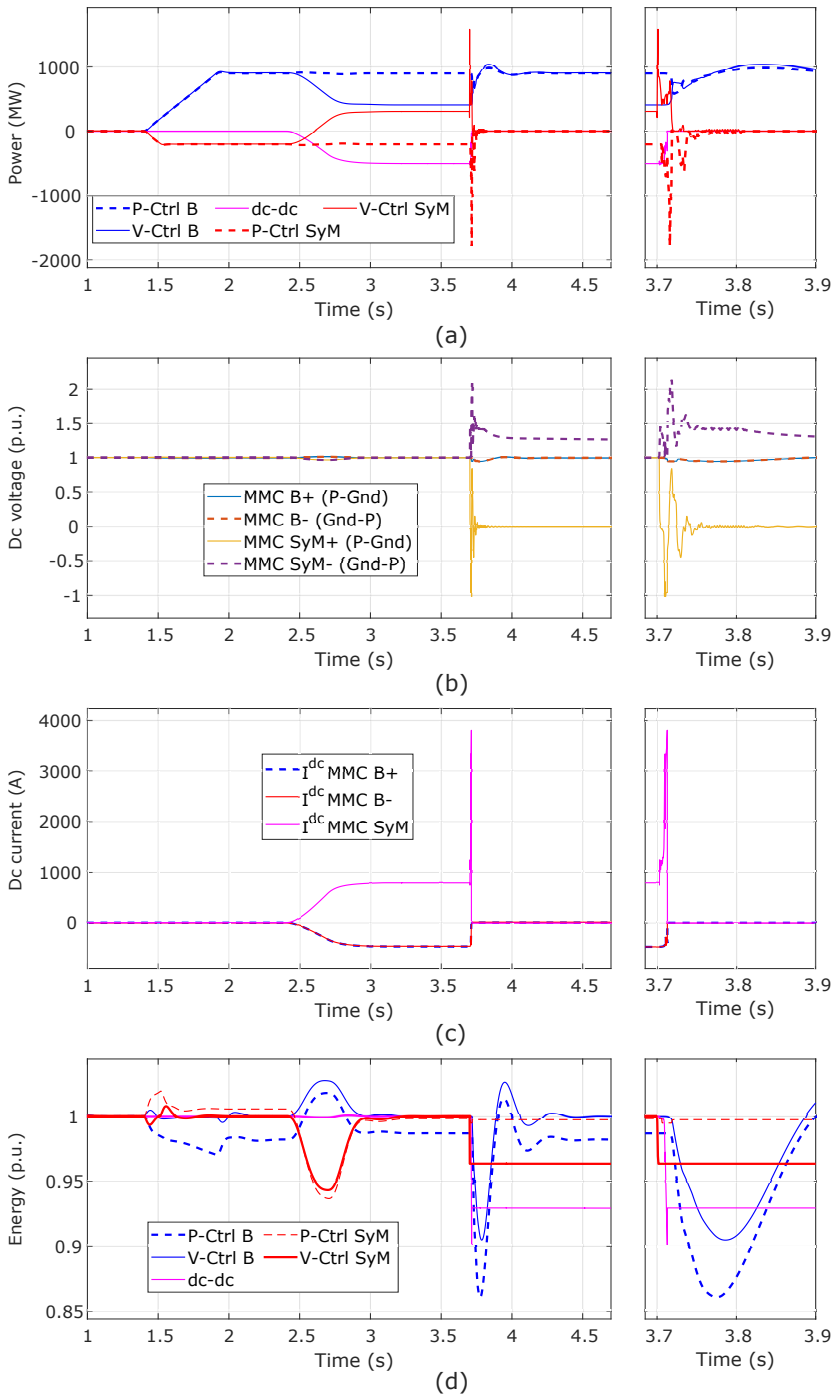 1000
0
-1000
-2000
Power (MW)
P-Ctrl B
dc-dc
V-Ctrl SyM
V-Ctrl B
P-Ctrl SyM
1 1.5 2 2.5 3 3.5 4 4.5
3.7 3.8 3.9
Time (s)
Time (s)
(a)
2
1.5
1
0.5
0
-0.5
-1
Dc voltage (p.u.)
MMC B+ (P-Gnd)
MMC B- (Gnd-P)
MMC SyM+ (P-Gnd)
MMC SyM- (Gnd-P)
1 1.5 2 2.5 3 3.5 4 4.5
3.7 3.8 3.9
Time (s)
Time (s)
(b)
4000
3000
2000
1000
0
Dc current (A)
I^dc MMC B+
I^dc MMC B-
I^dc MMC SyM
1 1.5 2 2.5 3 3.5 4 4.5
3.7 3.8 3.9
Time (s)
Time (s)
(c)
1
0.95
0.9
0.85
Energy (p.u.)
P-Ctrl B
P-Ctrl SyM
V-Ctrl B
V-Ctrl SyM
dc-dc
1 1.5 2 2.5 3 3.5 4 4.5
3.7 3.8 3.9
Time (s)
Time (s)
(d)